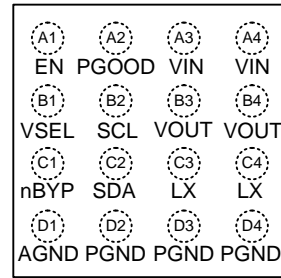 A1 A2 A3 A4
EN PGOOD VIN VIN
B1 B2 B3 B4
VSEL SCL VOUT VOUT
C1 C2 C3 C4
nBYP SDA LX LX
D1 D2 D3 D4
AGND PGND PGND PGND